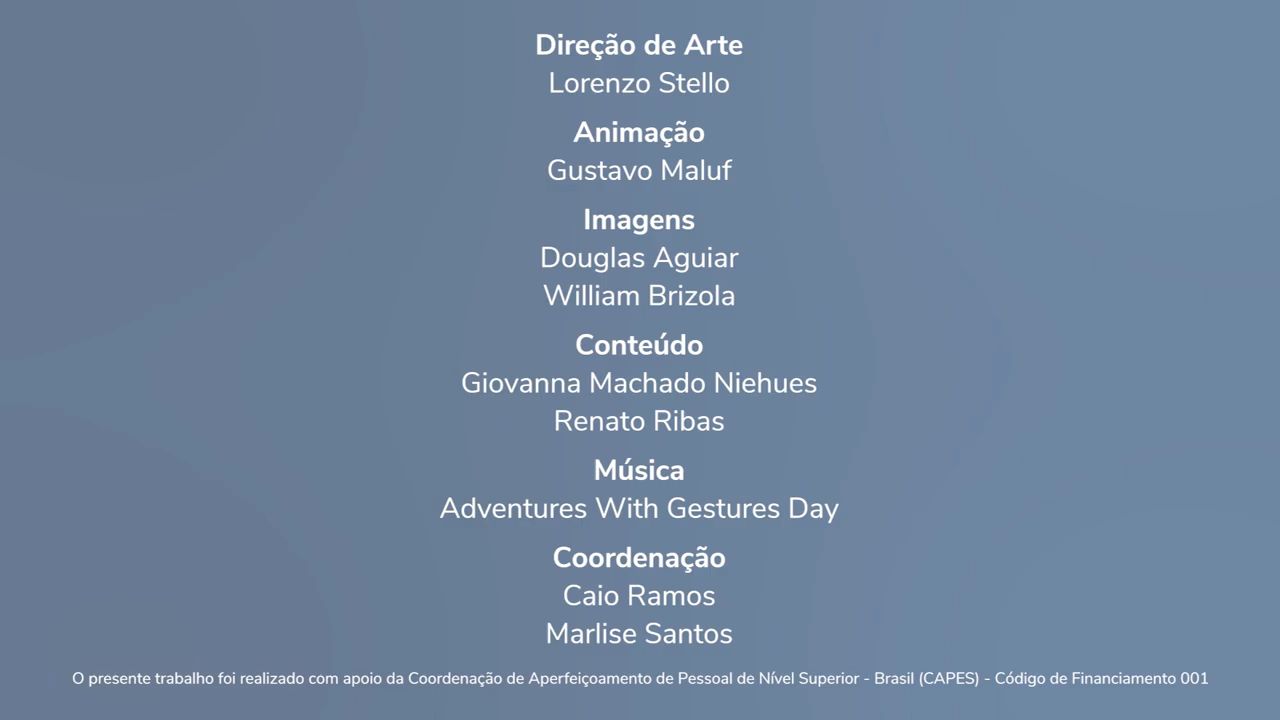 Direção de Arte
Lorenzo Stello
Animação
Gustavo Maluf
Imagens
Douglas Aguiar
William Brizola
Conteúdo
Giovanna Machado Niehues
Renato Ribas
Música
Adventures With Gestures Day
Coordenação
Caio Ramos
Marlise Santos
O presente trabalho foi realizado com apoio da Coordenação de Aperfeiçoamento de Pessoal de Nível Superior - Brasil (CAPES) - Código de Financiamento 001